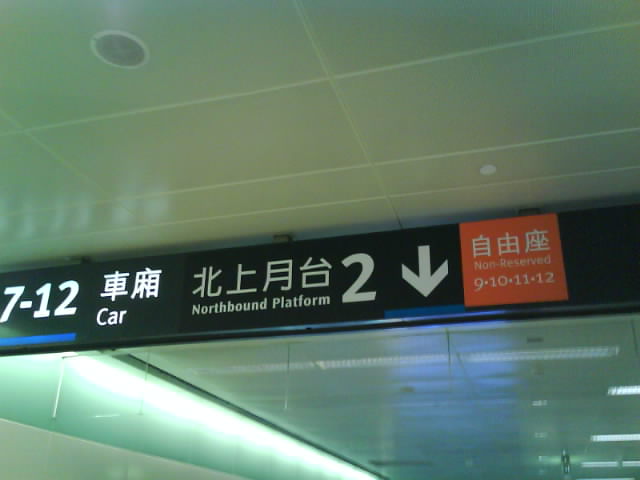 7-12 車廂
Car
北上月台 2
Northbound Platform
自由座
Non-Reserved
9•10•11•12